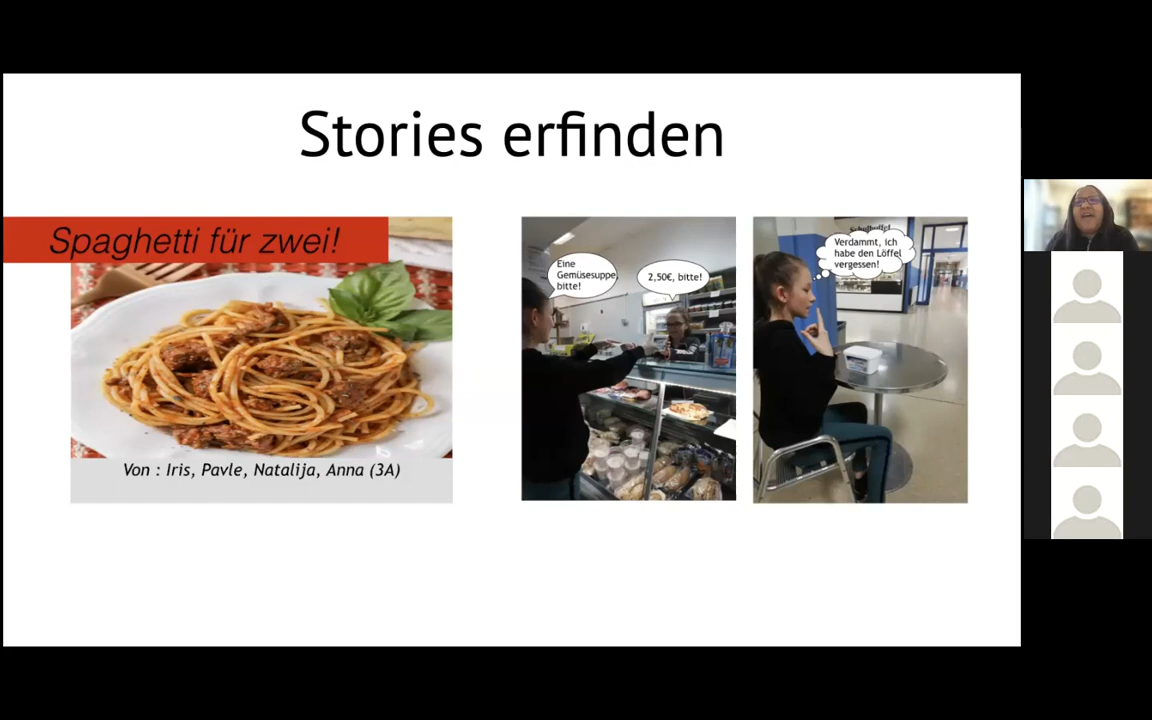 Stories erfinden
Spaghetti für zwei!
Von : Iris, Pavle, Natalija, Anna (3A)
Eine
Gemüsesuppe,
bitte!
2,50€, bitte!
Verdammt, ich
habe den Löffel
vergessen!